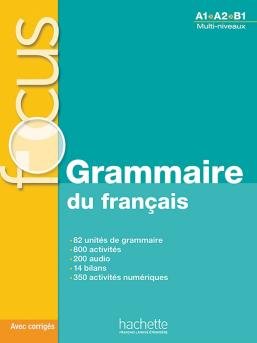 A1•A2•B1
Multi-niveaux
focus
Grammaire
du français
• 82 unités de grammaire
• 800 activités
• 200 audio
• 14 bilans
• 350 activités numériques
Avec corrigés
hachette
FRANÇAIS LANGUE ÉTRANGÈRE